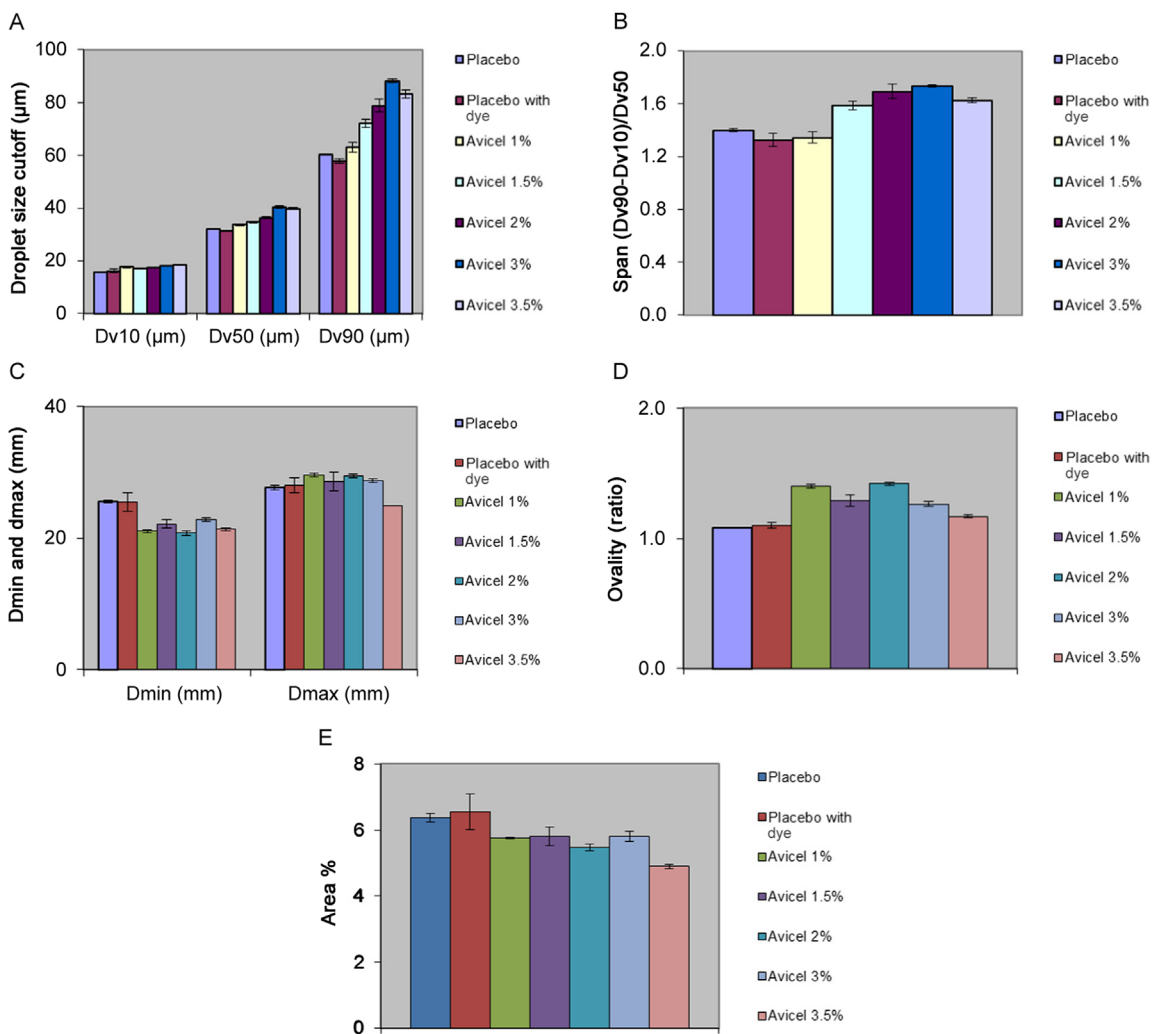 A
Droplet size cutoff (µm)
100
80
60
40
20
0
Dv10 (µm)
Dv50 (µm)
Dv90 (µm)
Placebo
Placebo with
dye
Avicel 1%
Avicel 1.5%
Avicel 2%
Avicel 3%
Avicel 3.5%
B
Span (Dv90-Dv10)/Dv50
2.0
1.6
1.2
0.8
0.4
0.0
Placebo
Placebo with
dye
Avicel 1%
Avicel 1.5%
Avicel 2%
Avicel 3%
Avicel 3.5%
C
Dmin and dmax (mm)
40
20
0
Dmin (mm)
Dmax (mm)
Placebo
Placebo with
dye
Avicel 1%
Avicel 1.5%
Avicel 2%
Avicel 3%
Avicel 3.5%
D
Ovality (ratio)
2.0
1.0
0.0
Placebo
Placebo with
dye
Avicel 1%
Avicel 1.5%
Avicel 2%
Avicel 3%
Avicel 3.5%
E
Area %
8
6
4
2
0
Placebo
Placebo with
dye
Avicel 1%
Avicel 1.5%
Avicel 2%
Avicel 3%
Avicel 3.5%